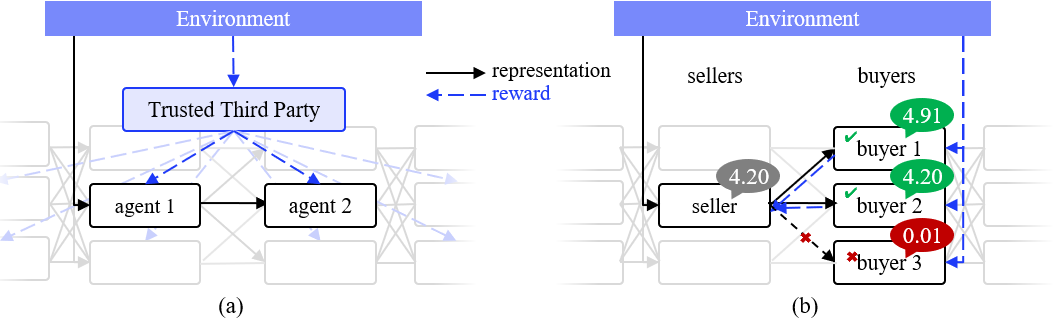 Environment
Trusted Third Party
agent 1
agent 2
(a)
representation
reward
Environment
sellers
buyers
4.91
buyer 1
4.20
seller
4.20
buyer 2
0.01
buyer 3
(b)